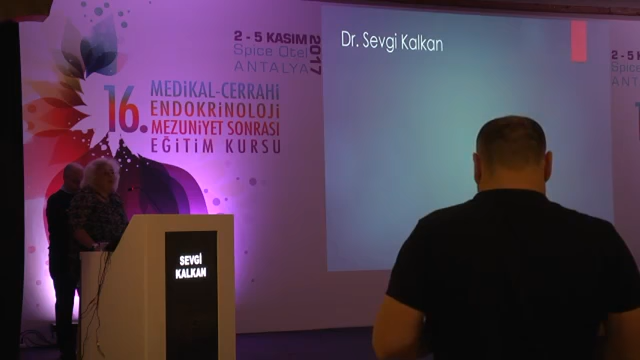 2 - 5 KASIM
Spice Otel
ANTALYA
2017
16.
MEDİKAL-CERRAHİ
ENDOKRİNOLOJİ
MEZUNİYET SONRASI
EĞİTİM KURSU
Dr. Sevgi Kalkan
SEVGİ
KALKAN
2 - 5 KA
Spice
ANTA